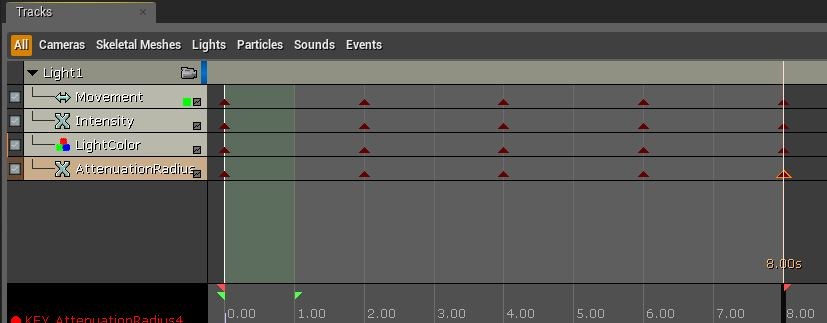 Tracks ×
All Cameras Skeletal Meshes Lights Particles Sounds Events
Light1
Movement
Intensity
LightColor
AttenuationRadius
8.00s
0.00 1.00 2.00 3.00 4.00 5.00 6.00 7.00 8.00
KEY AttenuationRadius4